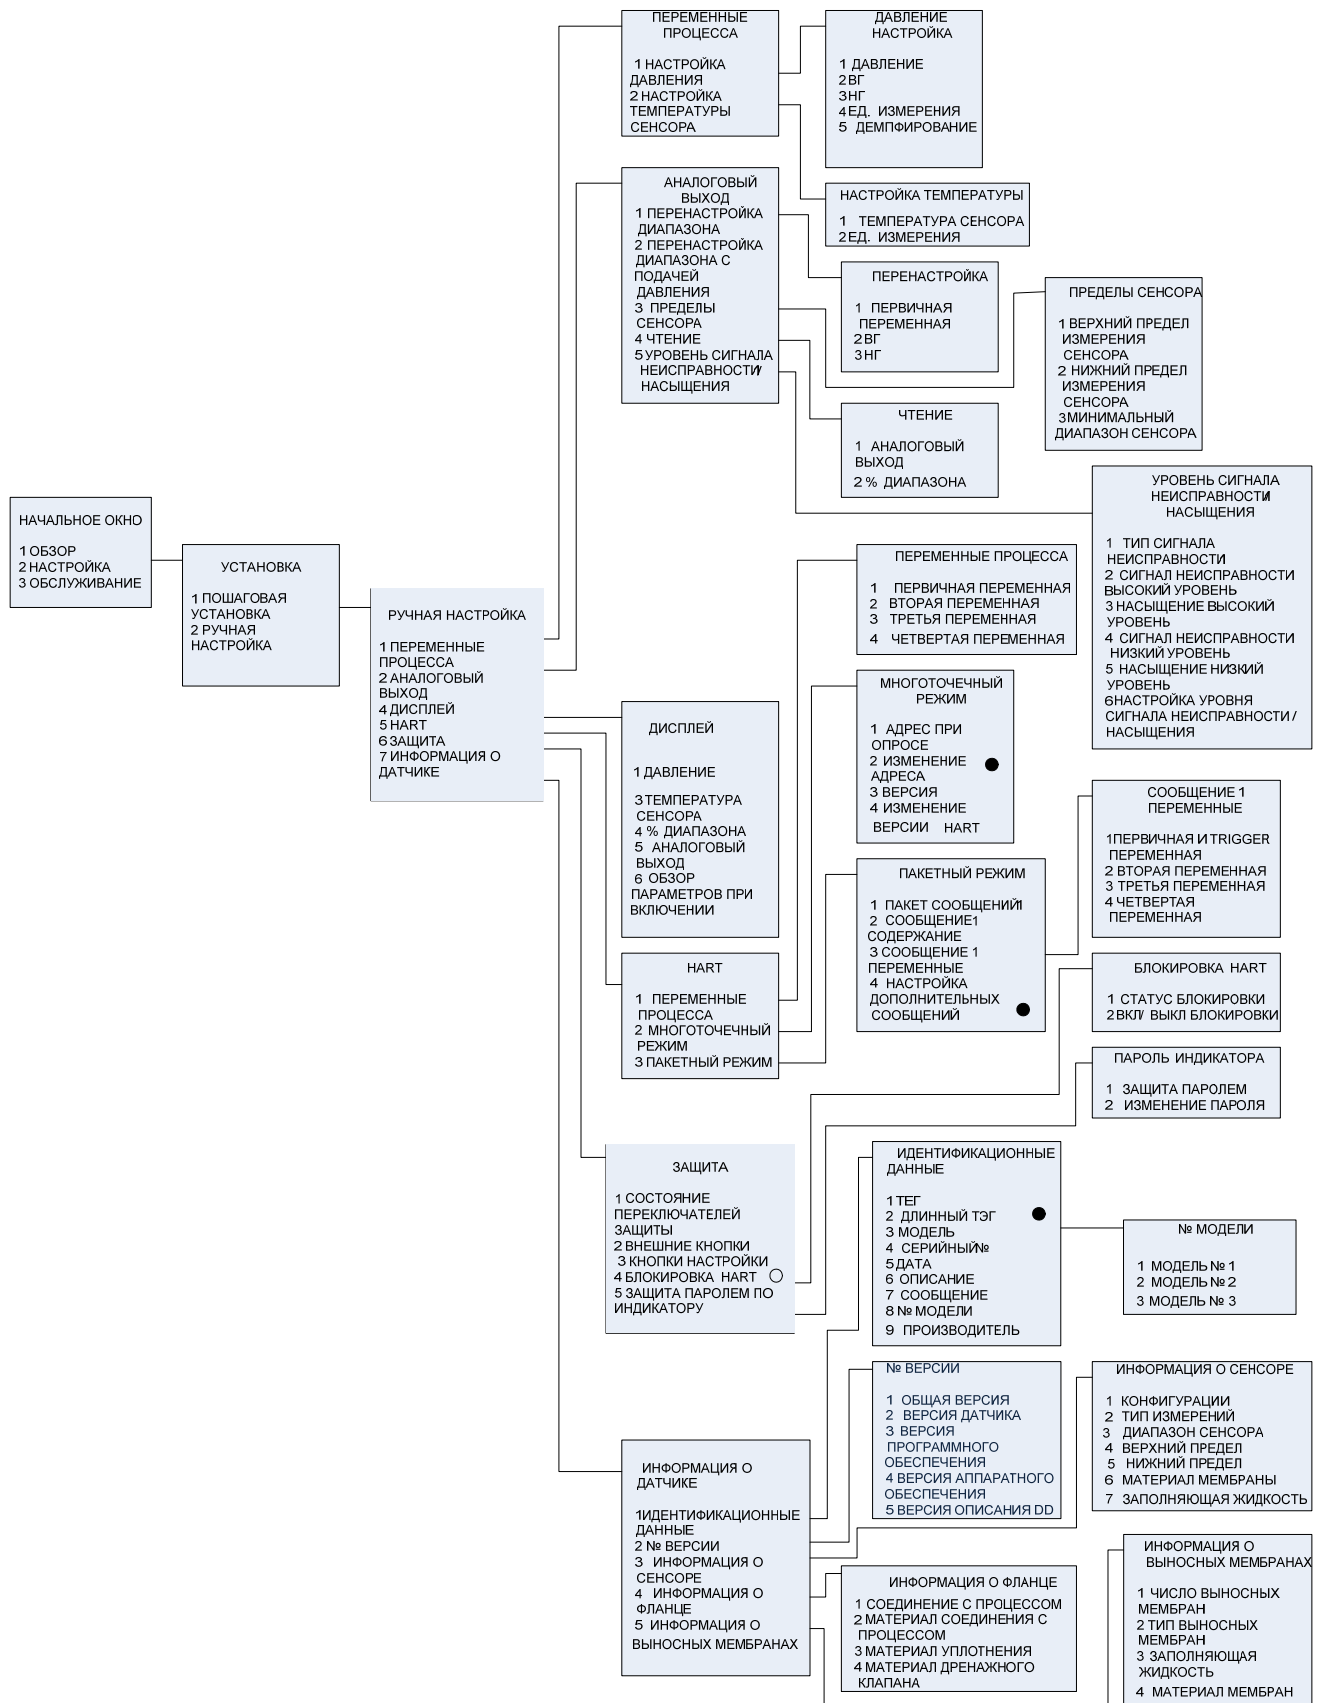 НАЧАЛЬНОЕ ОКНО
1 ОБЗОР
2 НАСТРОЙКА
3 ОБСЛУЖИВАНИЕ
УСТАНОВКА
1 ПОШАГОВАЯ
УСТАНОВКА
2 РУЧНАЯ
НАСТРОЙКА
РУЧНАЯ НАСТРОЙКА
1 ПЕРЕМЕННЫЕ
ПРОЦЕССА
2 АНАЛОГОВЫЙ
ВЫХОД
4 ДИСПЛЕЙ
5 HART
6 ЗАЩИТА
7 ИНФОРМАЦИЯ О
ДАТЧИКЕ
ПЕРЕМЕННЫЕ
ПРОЦЕССА
1 НАСТРОЙКА
ДАВЛЕНИЯ
2 НАСТРОЙКА
ТЕМПЕРАТУРЫ
СЕНСОРА
ДАВЛЕНИЕ
НАСТРОЙКА
1 ДАВЛЕНИЕ
2 ВГ
3 НГ
4 ЕД. ИЗМЕРЕНИЯ
5 ДЕМПФИРОВАНИЕ
НАСТРОЙКА ТЕМПЕРАТУРЫ
1 ТЕМПЕРАТУРА СЕНСОРА
2 ЕД. ИЗМЕРЕНИЯ
АНАЛОГОВЫЙ
ВЫХОД
1 ПЕРЕНАСТРОЙКА
ДИАПАЗОНА
2 ПЕРЕНАСТРОЙКА
ДИАПАЗОНА С
ПОДАЧЕЙ
ДАВЛЕНИЯ
3 ПРЕДЕЛЫ
СЕНСОРА
4 ЧТЕНИЕ
5 УРОВЕНЬ СИГНАЛА
НЕИСПРАВНОСТИ/
НАСЫЩЕНИЯ
ПЕРЕНАСТРОЙКА
1 ПЕРВИЧНАЯ
ПЕРЕМЕННАЯ
2 ВГ
3 НГ
ПРЕДЕЛЫ СЕНСОРА
1 ВЕРХНИЙ ПРЕДЕЛ
ИЗМЕРЕНИЯ
СЕНСОРА
2 НИЖНИЙ ПРЕДЕЛ
ИЗМЕРЕНИЯ
СЕНСОРА
3 МИНИМАЛЬНЫЙ
ДИАПАЗОН СЕНСОРА
ЧТЕНИЕ
1 АНАЛОГОВЫЙ
ВЫХОД
2 % ДИАПАЗОНА
УРОВЕНЬ СИГНАЛА
НЕИСПРАВНОСТИ/
НАСЫЩЕНИЯ
1 ТИП СИГНАЛА
НЕИСПРАВНОСТИ
2 СИГНАЛ НЕИСПРАВНОСТИ
ВЫСОКИЙ УРОВЕНЬ
3 НАСЫЩЕНИЕ ВЫСОКИЙ
УРОВЕНЬ
4 СИГНАЛ НЕИСПРАВНОСТИ
НИЗКИЙ УРОВЕНЬ
5 НАСЫЩЕНИЕ НИЗКИЙ
УРОВЕНЬ
6 НАСТРОЙКА УРОВНЯ
СИГНАЛА НЕИСПРАВНОСТИ /
НАСЫЩЕНИЯ
ДИСПЛЕЙ
1 ДАВЛЕНИЕ
3 ТЕМПЕРАТУРА
СЕНСОРА
4 % ДИАПАЗОНА
5 АНАЛОГОВЫЙ
ВЫХОД
6 ОБЗОР
ПАРАМЕТРОВ ПРИ
ВКЛЮЧЕНИИ
HART
1 ПЕРЕМЕННЫЕ
ПРОЦЕССА
2 МНОГОТОЧЕЧНЫЙ
РЕЖИМ
3 ПАКЕТНЫЙ РЕЖИМ
ПЕРЕМЕННЫЕ ПРОЦЕССА
1 ПЕРВИЧНАЯ ПЕРЕМЕННАЯ
2 ВТОРАЯ ПЕРЕМЕННАЯ
3 ТРЕТЬЯ ПЕРЕМЕННАЯ
4 ЧЕТВЕРТАЯ ПЕРЕМЕННАЯ
МНОГОТОЧЕЧНЫЙ
РЕЖИМ
1 АДРЕС ПРИ
ОПРОСЕ
2 ИЗМЕНЕНИЕ
АДРЕСА
3 ВЕРСИЯ
4 ИЗМЕНЕНИЕ
ВЕРСИИ HART
ПАКЕТНЫЙ РЕЖИМ
1 ПАКЕТ СООБЩЕНИЙ1
2 СООБЩЕНИЕ1
СОДЕРЖАНИЕ
3 СООБЩЕНИЕ 1
ПЕРЕМЕННЫЕ
4 НАСТРОЙКА
ДОПОЛНИТЕЛЬНЫХ
СООБЩЕНИЙ
СООБЩЕНИЕ 1
ПЕРЕМЕННЫЕ
1ПЕРВИЧНАЯ И TRIGGER
ПЕРЕМЕННАЯ
2 ВТОРАЯ ПЕРЕМЕННАЯ
3 ТРЕТЬЯ ПЕРЕМЕННАЯ
4 ЧЕТВЕРТАЯ
ПЕРЕМЕННАЯ
БЛОКИРОВКА HART
1 СТАТУС БЛОКИРОВКИ
2 ВКЛ/ ВЫКЛ БЛОКИРОВКИ
ПАРОЛЬ ИНДИКАТОРА
1 ЗАЩИТА ПАРОЛЕМ
2 ИЗМЕНЕНИЕ ПАРОЛЯ
ЗАЩИТА
1 СОСТОЯНИЕ
ПЕРЕКЛЮЧАТЕЛЕЙ
ЗАЩИТЫ
2 ВНЕШНИЕ КНОПКИ
3 КНОПКИ НАСТРОЙКИ
4 БЛОКИРОВКА HART
5 ЗАЩИТА ПАРОЛЕМ ПО
ИНДИКАТОРУ
ИДЕНТИФИКАЦИОННЫЕ
ДАННЫЕ
1 ТЕГ
2 ДЛИННЫЙ ТЭГ
3 МОДЕЛЬ
4 СЕРИЙНЫЙ№
5 ДАТА
6 ОПИСАНИЕ
7 СООБЩЕНИЕ
8 № МОДЕЛИ
9 ПРОИЗВОДИТЕЛЬ
№ МОДЕЛИ
1 МОДЕЛЬ № 1
2 МОДЕЛЬ № 2
3 МОДЕЛЬ № 3
ИНФОРМАЦИЯ О
ДАТЧИКЕ
1ИДЕНТИФИКАЦИОННЫЕ
ДАННЫЕ
2 № ВЕРСИИ
3 ИНФОРМАЦИЯ О
СЕНСОРЕ
4 ИНФОРМАЦИЯ О
ФЛАНЦЕ
5 ИНФОРМАЦИЯ О
ВЫНОСНЫХ МЕМБРАНАХ
№ ВЕРСИИ
1 ОБЩАЯ ВЕРСИЯ
2 ВЕРСИЯ ДАТЧИКА
3 ВЕРСИЯ
ПРОГРАММНОГО
ОБЕСПЕЧЕНИЯ
4 ВЕРСИЯ АППАРАТНОГО
ОБЕСПЕЧЕНИЯ
5 ВЕРСИЯ ОПИСАНИЯ DD
ИНФОРМАЦИЯ О СЕНСОРЕ
1 КОНФИГУРАЦИИ
2 ТИП ИЗМЕРЕНИЙ
3 ДИАПАЗОН СЕНСОРА
4 ВЕРХНИЙ ПРЕДЕЛ
5 НИЖНИЙ ПРЕДЕЛ
6 МАТЕРИАЛ МЕМБРАНЫ
7 ЗАПОЛНЯЮЩАЯ ЖИДКОСТЬ
ИНФОРМАЦИЯ О ФЛАНЦЕ
1 СОЕДИНЕНИЕ С ПРОЦЕССОМ
2 МАТЕРИАЛ СОЕДИНЕНИЯ С
ПРОЦЕССОМ
3 МАТЕРИАЛ УПЛОТНЕНИЯ
4 МАТЕРИАЛ ДРЕНАЖНОГО
КЛАПАНА
ИНФОРМАЦИЯ О
ВЫНОСНЫХ МЕМБРАНАХ
1 ЧИСЛО ВЫНОСНЫХ
МЕМБРАН
2 ТИП ВЫНОСНЫХ
МЕМБРАН
3 ЗАПОЛНЯЮЩАЯ
ЖИДКОСТЬ
4 МАТЕРИАЛ МЕМБРАН